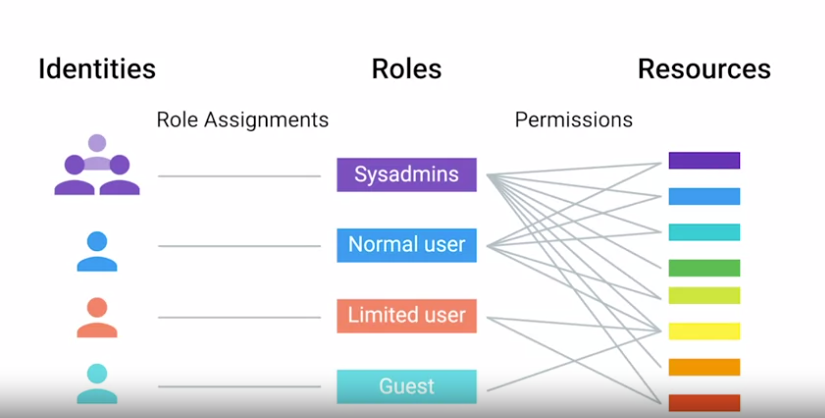 Identities
Roles
Resources
Role Assignments
Permissions
Sysadmins
Normal user
Limited user
Guest